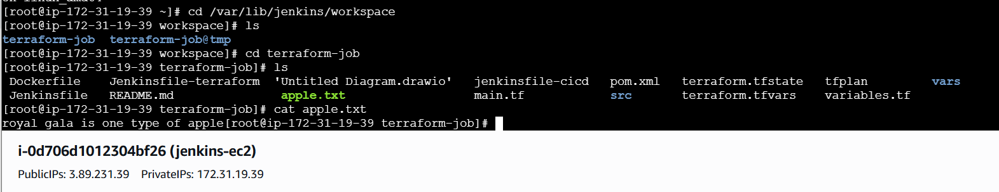 [root@ip-172-31-19-39 ~]# cd /var/lib/jenkins/workspace
[root@ip-172-31-19-39 workspace]# ls
terraform-job  terraform-job@tmp
[root@ip-172-31-19-39 workspace]# cd terraform-job
[root@ip-172-31-19-39 terraform-job]# ls
 Dockerfile    Jenkinsfile-terraform  'Untitled Diagram.drawio'   jenkinsfile-cicd   pom.xml   terraform.tfstate   tfplan         vars
 Jenkinsfile   README.md               apple.txt                  main.tf            src       terraform.tfvars    variables.tf
[root@ip-172-31-19-39 terraform-job]# cat apple.txt
royal gala is one type of apple[root@ip-172-31-19-39 terraform-job]#
i-0d706d1012304bf26 (jenkins-ec2)
PublicIPs: 3.89.231.39    PrivateIPs: 172.31.19.39